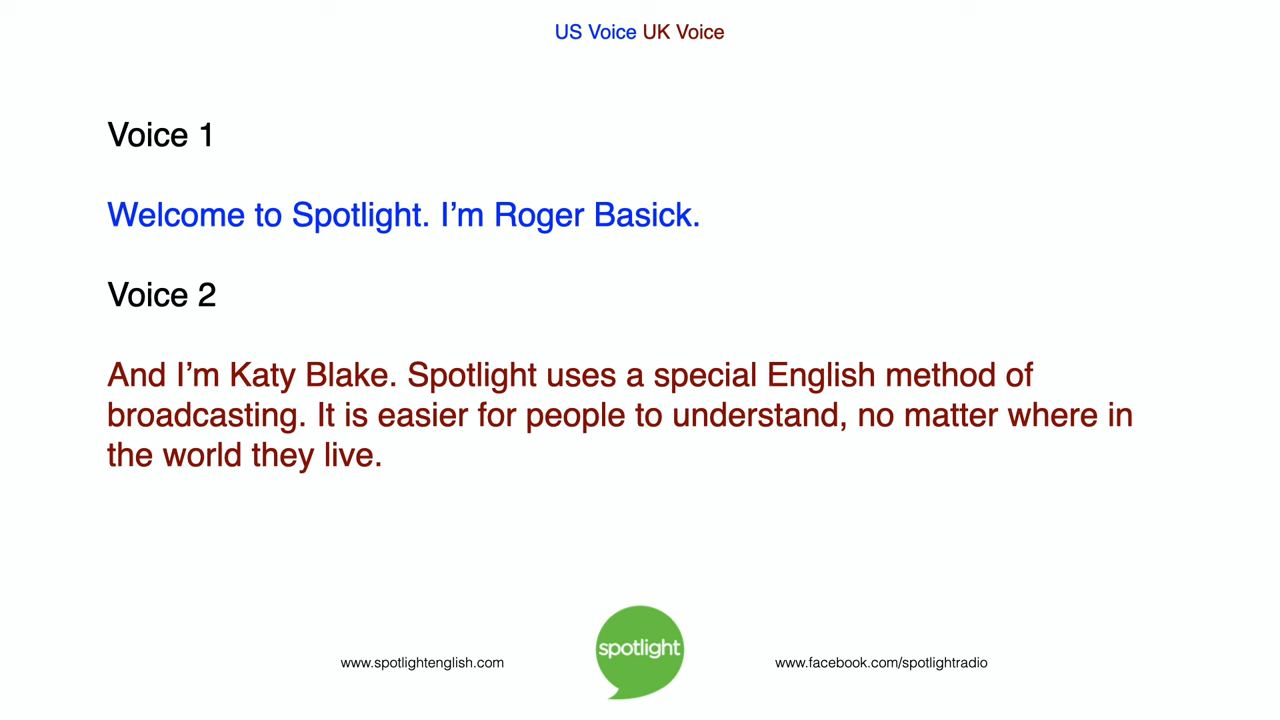 US Voice UK Voice
Voice 1
Welcome to Spotlight. I’m Roger Basick.
Voice 2
And I’m Katy Blake. Spotlight uses a special English method of
broadcasting. It is easier for people to understand, no matter where in
the world they live.
www.spotlightenglish.com
spotlight
www.facebook.com/spotlightradio